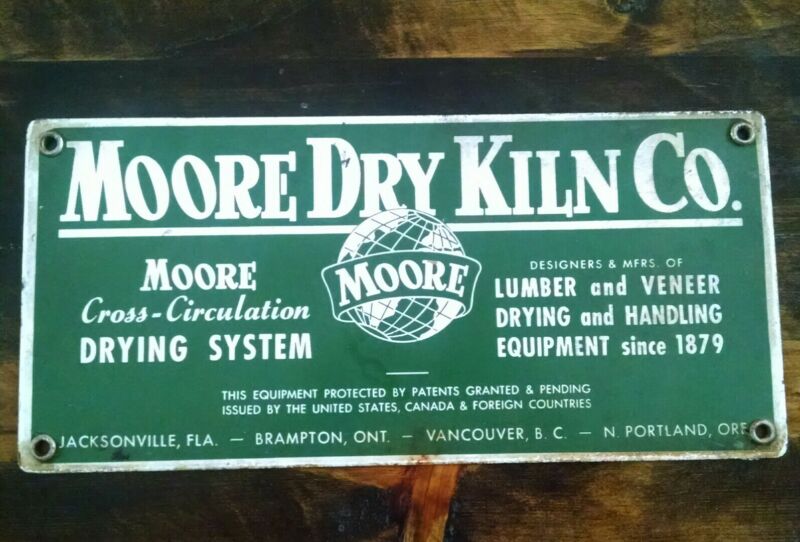 MOORE DRY KILN CO.
MOORE
Cross-Circulation
DRYING SYSTEM
MOORE
DESIGNERS & MFRS. OF
LUMBER and VENEER
DRYING and HANDLING
EQUIPMENT since 1879
THIS EQUIPMENT PROTECTED BY PATENTS GRANTED & PENDING
ISSUED BY THE UNITED STATES, CANADA & FOREIGN COUNTRIES
JACKSONVILLE, FLA. — BRAMPTON, ONT. — VANCOUVER, B. C. — N. PORTLAND, ORE